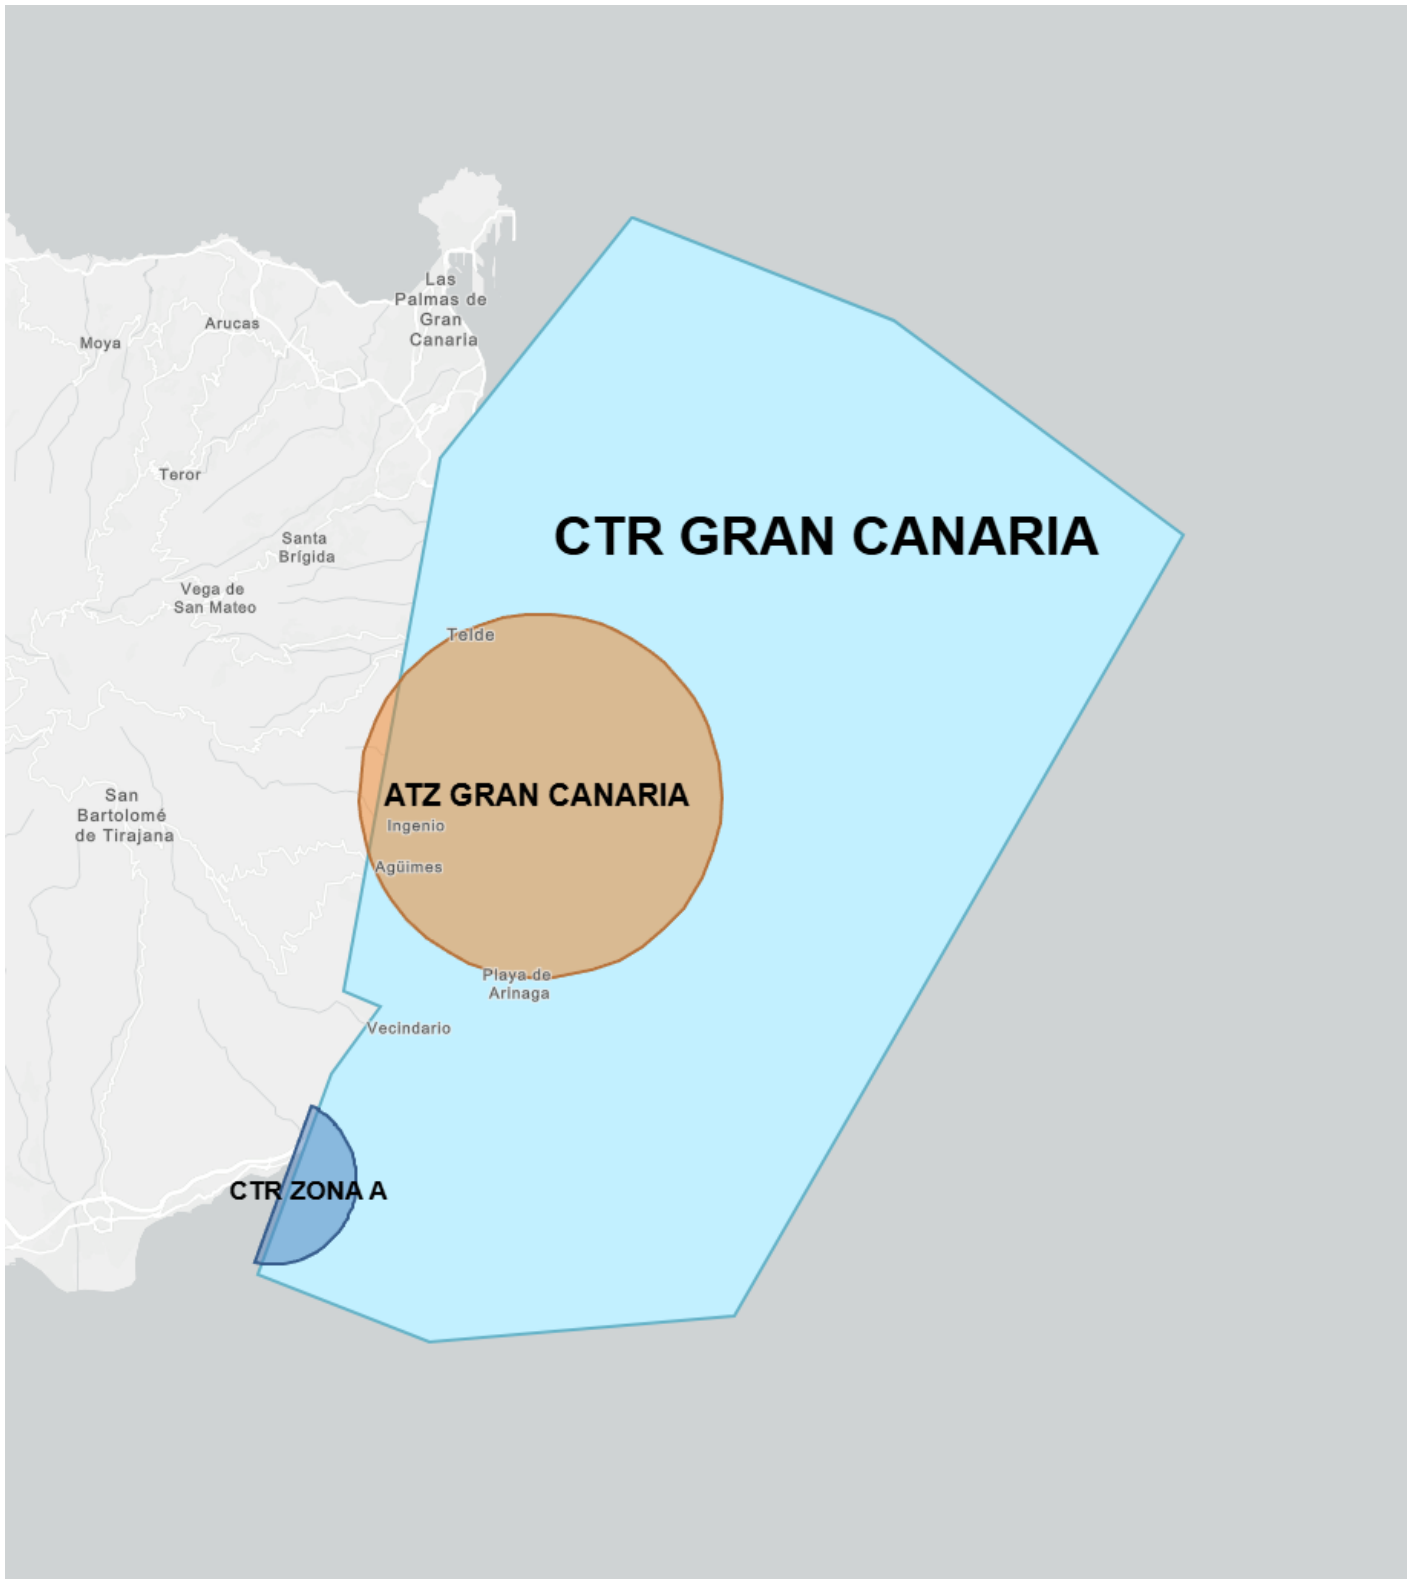 Las
Palmas de
Gran
Canaria
Arucas
Moya
Teror
CTR GRAN CANARIA
Santa
Brígida
Vega de
San Mateo
Telde
ATZ GRAN CANARIA
San
Bartolomé
de Tirajana
Ingenio
Agüimes
Playa de
Arinaga
Vecindario
CTR ZONA A